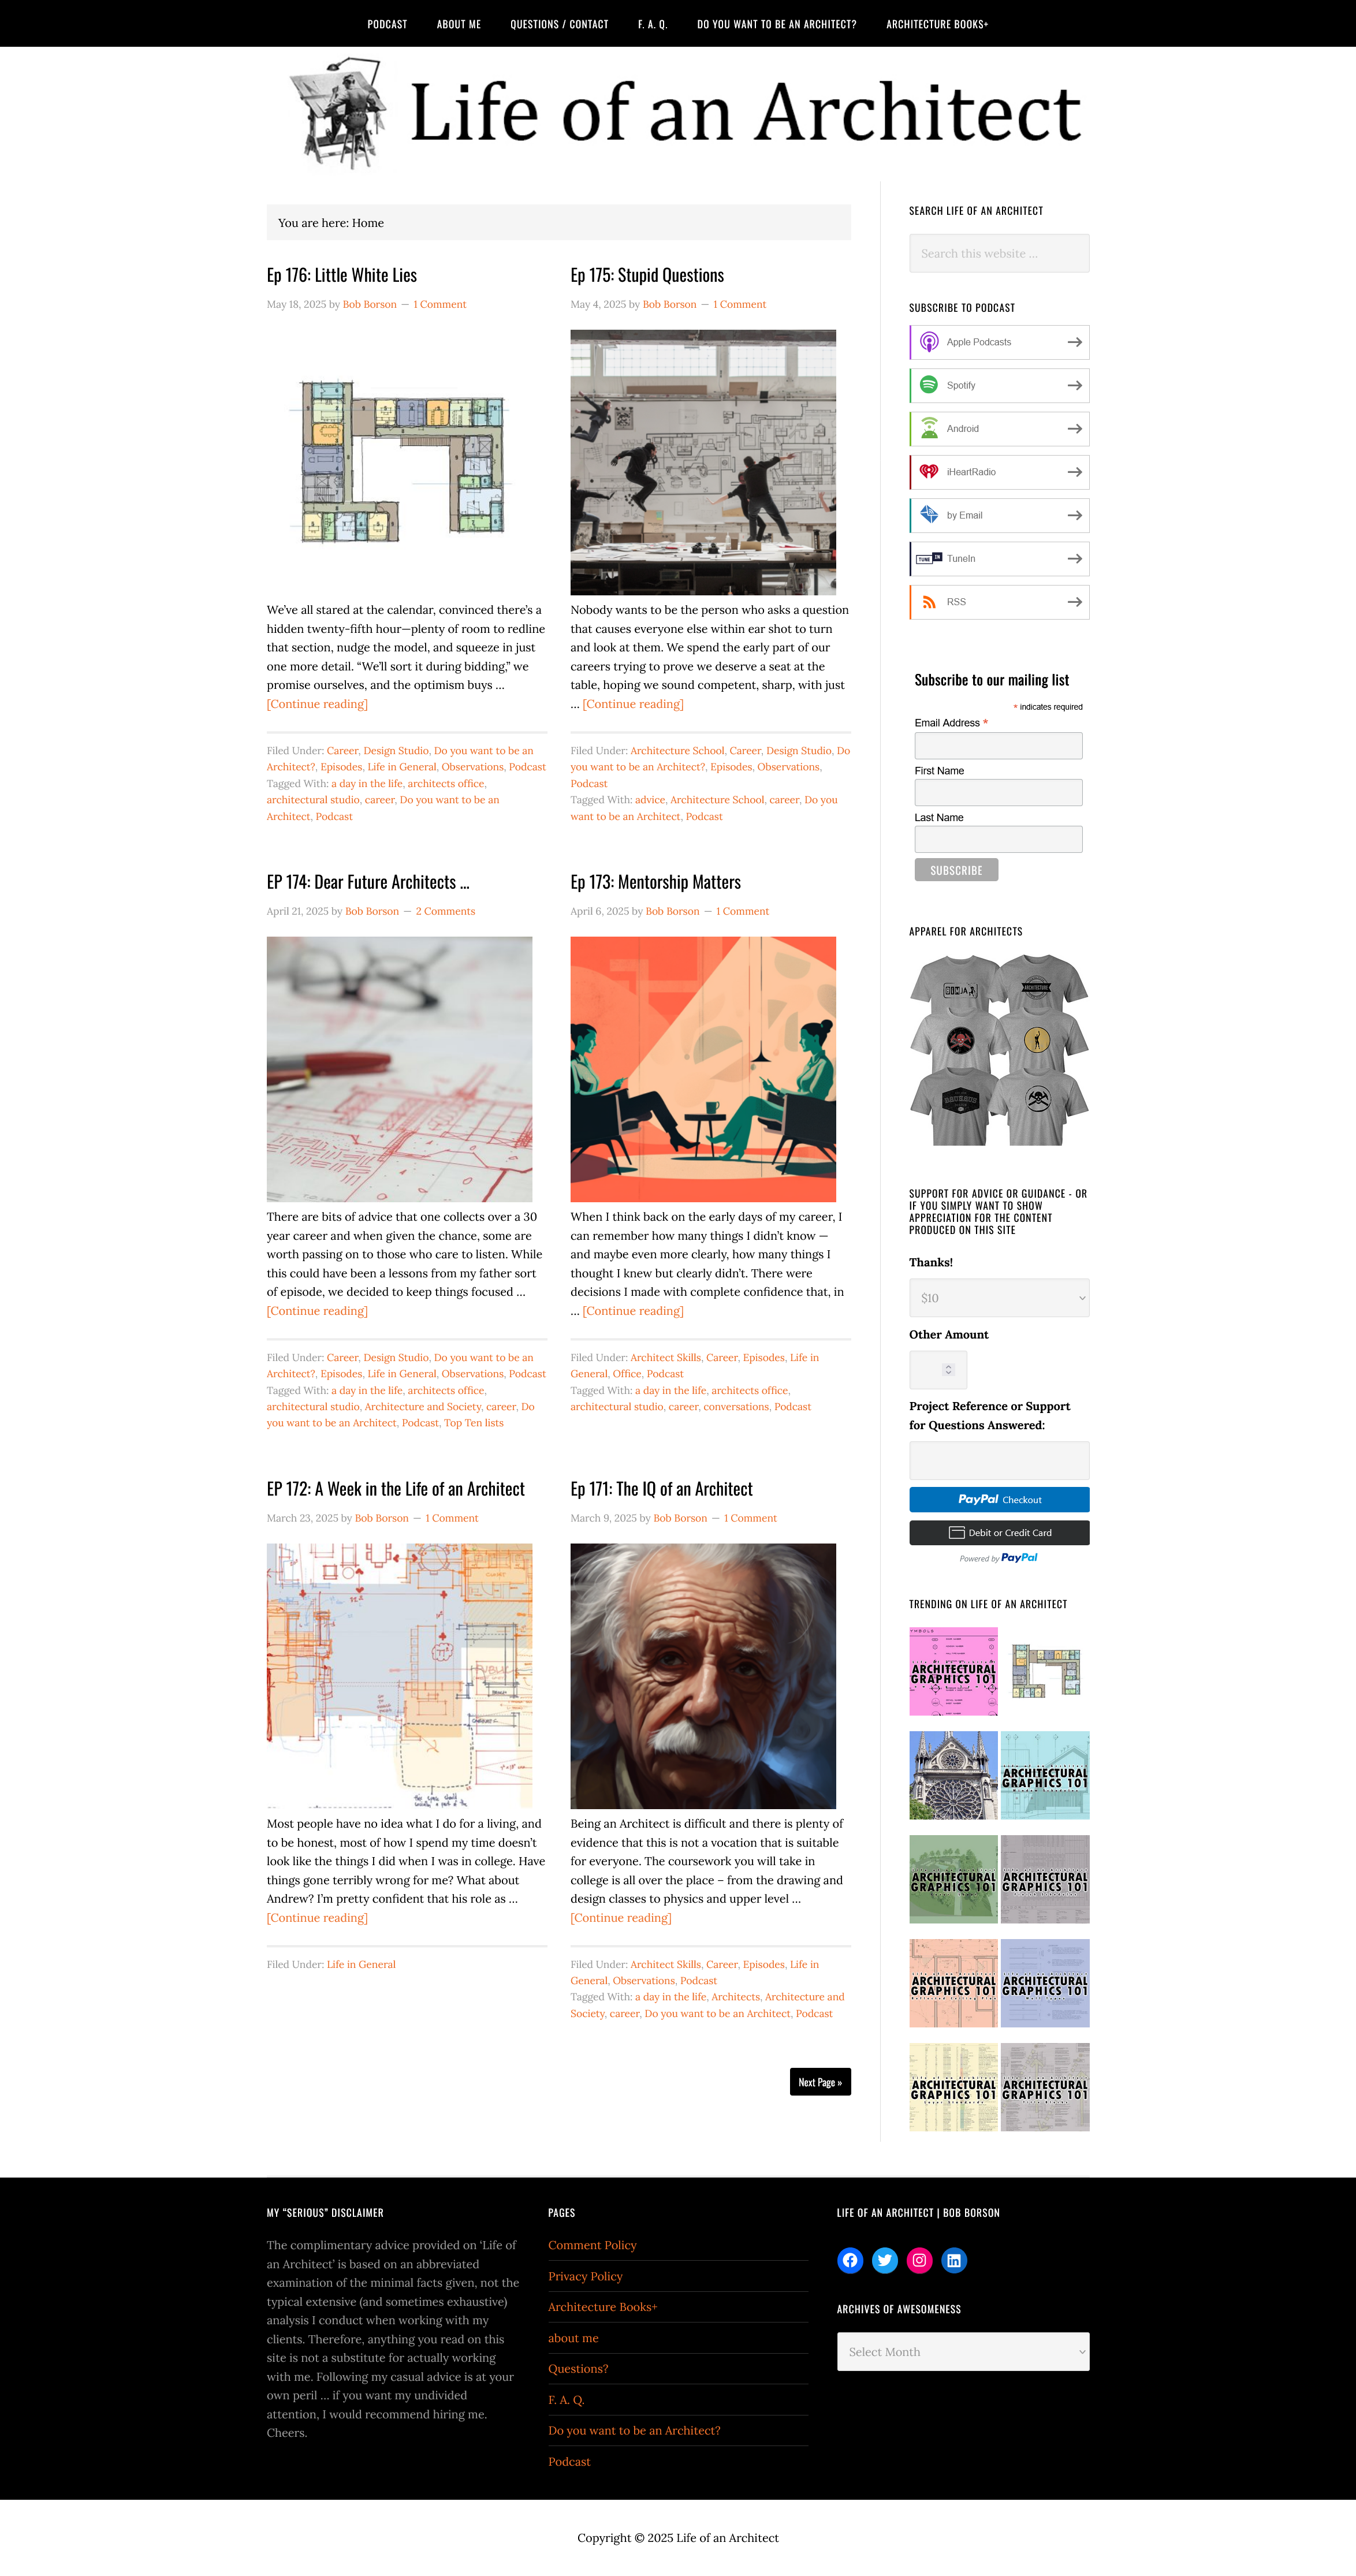 PODCAST
ABOUT ME
QUESTIONS / CONTACT
F. A. Q.
DO YOU WANT TO BE AN ARCHITECT?
ARCHITECTURE BOOKS+
Life of an Architect
You are here: Home
Ep 176: Little White Lies
May 18, 2025 by Bob Borson — 1 Comment
We’ve all stared at the calendar, convinced there’s a
hidden twenty-fifth hour—plenty of room to redline
that section, nudge the model, and squeeze in just
one more detail. “We’ll sort it during bidding,” we
promise ourselves, and the optimism buys ...
[Continue reading]
Filed Under: Career, Design Studio, Do you want to be an
Architect?, Episodes, Life in General, Observations, Podcast
Tagged With: a day in the life, architects office,
architectural studio, career, Do you want to be an
Architect, Podcast
Ep 175: Stupid Questions
May 4, 2025 by Bob Borson — 1 Comment
Nobody wants to be the person who asks a question
that causes everyone else within ear shot to turn
and look at them. We spend the early part of our
careers trying to prove we deserve a seat at the
table, hoping we sound competent, sharp, with just
... [Continue reading]
Filed Under: Architecture School, Career, Design Studio, Do
you want to be an Architect?, Episodes, Observations,
Podcast
Tagged With: advice, Architecture School, career, Do you
want to be an Architect, Podcast
EP 174: Dear Future Architects ...
April 21, 2025 by Bob Borson — 2 Comments
There are bits of advice that one collects over a 30
year career and when given the chance, some are
worth passing on to those who care to listen. While
this could have been a lessons from my father sort
of episode, we decided to keep things focused ...
[Continue reading]
Filed Under: Career, Design Studio, Do you want to be an
Architect?, Episodes, Life in General, Observations, Podcast
Tagged With: a day in the life, architects office,
architectural studio, Architecture and Society, career, Do
you want to be an Architect, Podcast, Top Ten lists
Ep 173: Mentorship Matters
April 6, 2025 by Bob Borson — 1 Comment
When I think back on the early days of my career, I
can remember how many things I didn’t know —
and maybe even more clearly, how many things I
thought I knew but clearly didn’t. There were
decisions I made with complete confidence that, in
... [Continue reading]
Filed Under: Architect Skills, Career, Episodes, Life in
General, Office, Podcast
Tagged With: a day in the life, architects office,
architectural studio, career, conversations, Podcast
EP 172: A Week in the Life of an Architect
March 23, 2025 by Bob Borson — 1 Comment
Most people have no idea what I do for a living, and
to be honest, most of how I spend my time doesn’t
look like the things I did when I was in college. Have
things gone terribly wrong for me? What about
Andrew? I’m pretty confident that his role as ...
[Continue reading]
Filed Under: Life in General
Ep 171: The IQ of an Architect
March 9, 2025 by Bob Borson — 1 Comment
Being an Architect is difficult and there is plenty of
evidence that this is not a vocation that is suitable
for everyone. The coursework you will take in
college is all over the place – from the drawing and
design classes to physics and upper level ...
[Continue reading]
Filed Under: Architect Skills, Career, Episodes, Life in
General, Observations, Podcast
Tagged With: a day in the life, Architects, Architecture and
Society, career, Do you want to be an Architect, Podcast
Next Page »
SEARCH LIFE OF AN ARCHITECT
Search this website ...
SUBSCRIBE TO PODCAST
Apple Podcasts
Spotify
Android
iHeartRadio
by Email
TUNE IN TuneIn
RSS
Subscribe to our mailing list
* indicates required
Email Address *
First Name
Last Name
SUBSCRIBE
APPAREL FOR ARCHITECTS
ARCHITECTURE
SUPPORT FOR ADVICE OR GUIDANCE - OR
IF YOU SIMPLY WANT TO SHOW
APPRECIATION FOR THE CONTENT
PRODUCED ON THIS SITE
Thanks!
$10
Other Amount
Project Reference or Support
for Questions Answered:
PayPal Checkout
Debit or Credit Card
Powered by PayPal
TRENDING ON LIFE OF AN ARCHITECT
ARCHITECTURAL
GRAPHICS 101
ARCHITECTURAL
GRAPHICS 101
ARCHITECTURAL
GRAPHICS 101
ARCHITECTURAL
GRAPHICS 101
ARCHITECTURAL
GRAPHICS 101
ARCHITECTURAL
GRAPHICS 101
ARCHITECTURAL
GRAPHICS 101
ARCHITECTURAL
GRAPHICS 101
MY “SERIOUS” DISCLAIMER
The complimentary advice provided on ‘Life of
an Architect’ is based on an abbreviated
examination of the minimal facts given, not the
typical extensive (and sometimes exhaustive)
analysis I conduct when working with my
clients. Therefore, anything you read on this
site is not a substitute for actually working
with me. Following my casual advice is at your
own peril ... if you want my undivided
attention, I would recommend hiring me.
Cheers.
PAGES
Comment Policy
Privacy Policy
Architecture Books+
about me
Questions?
F. A. Q.
Do you want to be an Architect?
Podcast
LIFE OF AN ARCHITECT | BOB BORSON
ARCHIVES OF AWESOMENESS
Select Month
Copyright © 2025 Life of an Architect